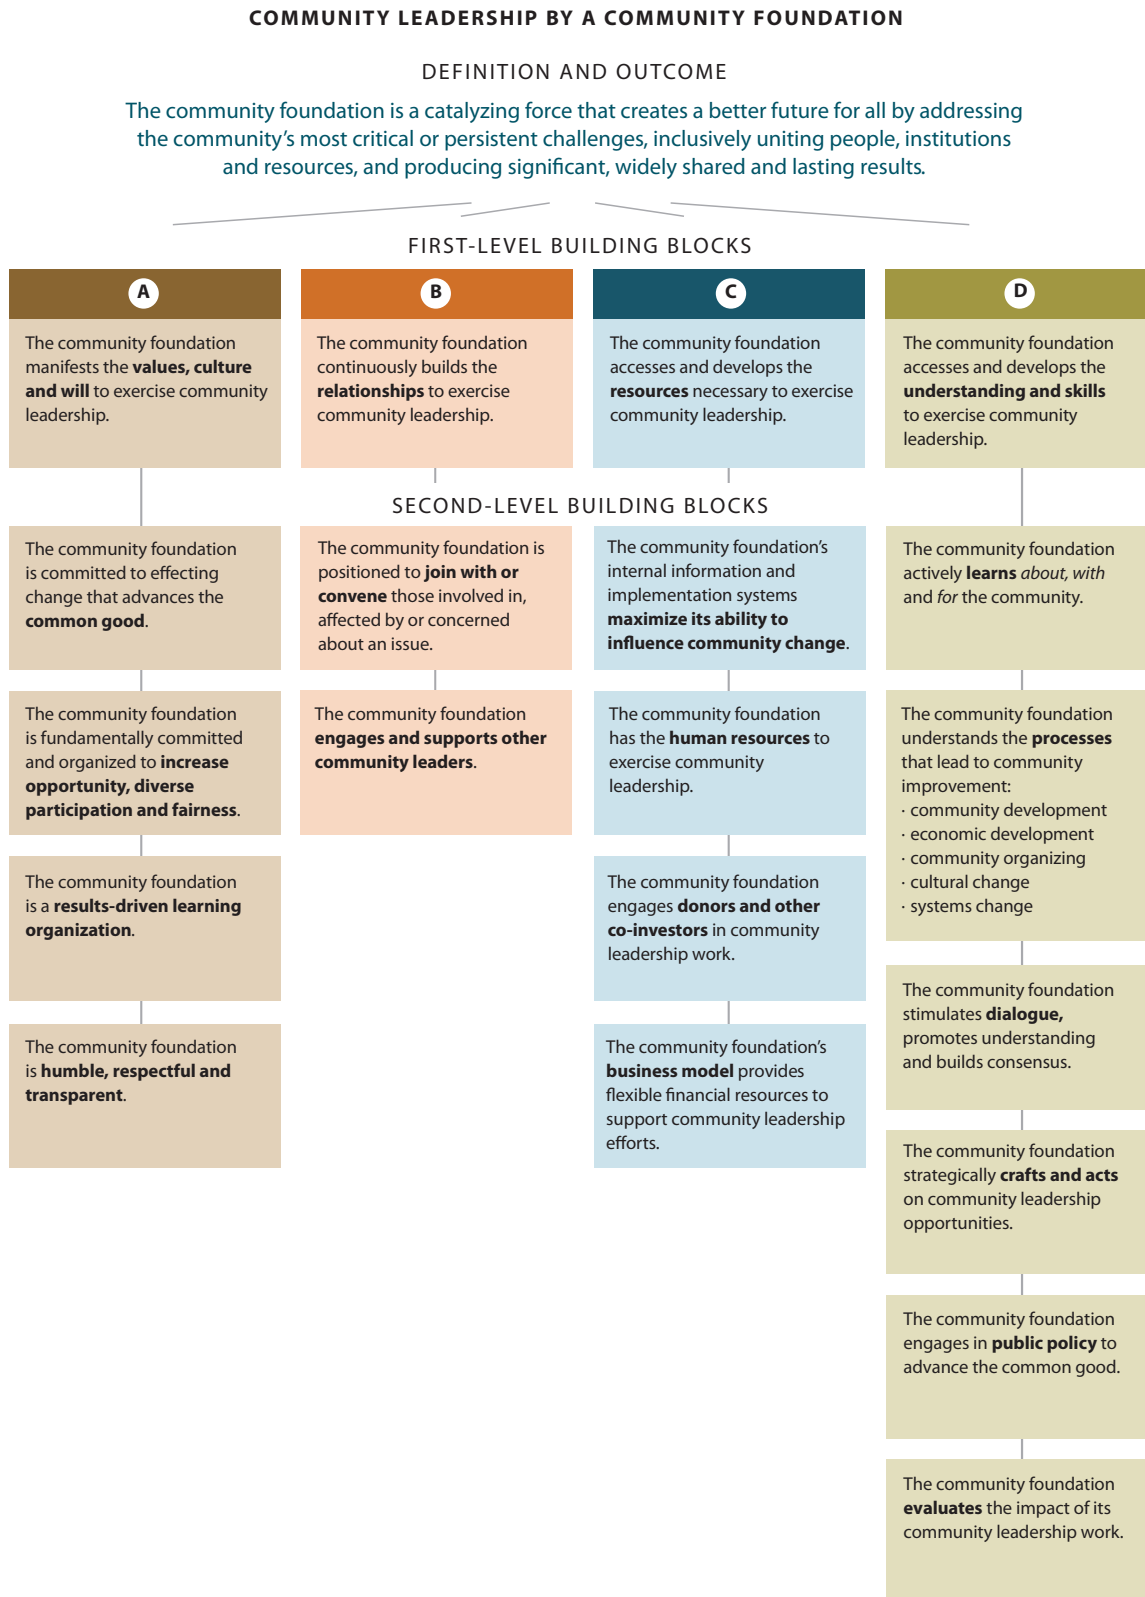 COMMUNITY LEADERSHIP BY A COMMUNITY FOUNDATION
DEFINITION AND OUTCOME
The community foundation is a catalyzing force that creates a better future for all by addressing
the community’s most critical or persistent challenges, inclusively uniting people, institutions
and resources, and producing significant, widely shared and lasting results.
FIRST-LEVEL BUILDING BLOCKS
A
The community foundation
manifests the values, culture
and will to exercise community
leadership.
B
The community foundation
continuously builds the
relationships to exercise
community leadership.
C
The community foundation
accesses and develops the
resources necessary to exercise
community leadership.
D
The community foundation
accesses and develops the
understanding and skills
to exercise community
leadership.
SECOND-LEVEL BUILDING BLOCKS
The community foundation
is committed to effecting
change that advances the
common good.
The community foundation
is fundamentally committed
and organized to increase
opportunity, diverse
participation and fairness.
The community foundation
is a results-driven learning
organization.
The community foundation
is humble, respectful and
transparent.
The community foundation is
positioned to join with or
convene those involved in,
affected by or concerned
about an issue.
The community foundation
engages and supports other
community leaders.
The community foundation’s
internal information and
implementation systems
maximize its ability to
influence community change.
The community foundation
has the human resources to
exercise community
leadership.
The community foundation
engages donors and other
co-investors in community
leadership work.
The community foundation’s
business model provides
flexible financial resources to
support community leadership
efforts.
The community foundation
actively learns about, with
and for the community.
The community foundation
understands the processes
that lead to community
improvement:
· community development
· economic development
· community organizing
· cultural change
· systems change
The community foundation
stimulates dialogue,
promotes understanding
and builds consensus.
The community foundation
strategically crafts and acts
on community leadership
opportunities.
The community foundation
engages in public policy to
advance the common good.
The community foundation
evaluates the impact of its
community leadership work.